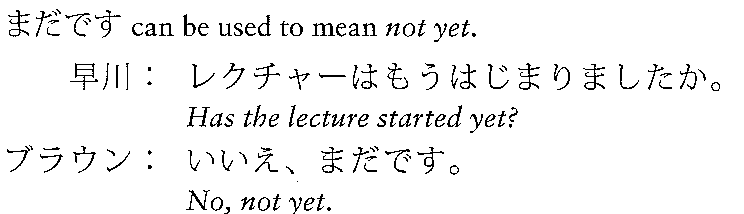 まだです can be used to mean not yet.
早川： レクチャーはもうはじまりましたか。
Has the lecture started yet?
ブラウン： いいえ、まだです。
No, not yet.